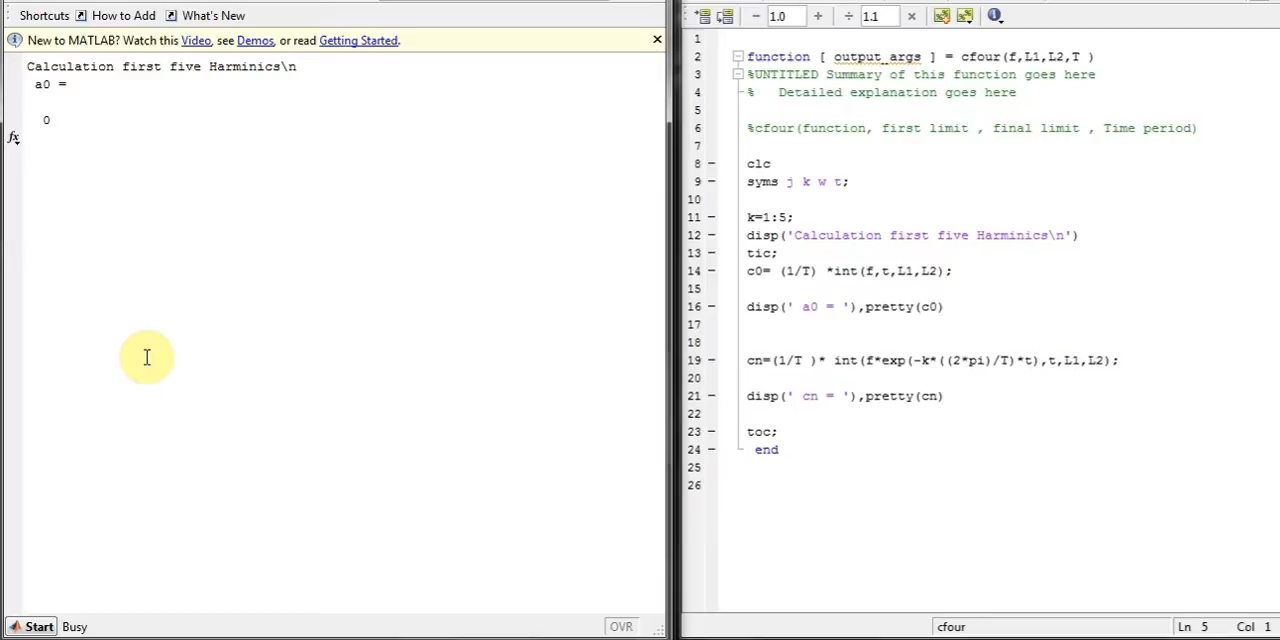 Shortcuts How to Add What's New
New to MATLAB? Watch this Video, see Demos, or read Getting Started. ×
Calculation first five Harminics\n
a0 =
0
fx
Start Busy OVR
− 1.0 + ÷ 1.1 ×
1
2 function [ output_args ] = cfour(f,L1,L2,T )
3 %UNTITLED Summary of this function goes here
4 % Detailed explanation goes here
5
6 %cfour(function, first limit , final limit , Time period)
7
8 − clc
9 − syms j k w t;
10
11 − k=1:5;
12 − disp('Calculation first five Harminics\n')
13 − tic;
14 − c0= (1/T) *int(f,t,L1,L2);
15
16 − disp(' a0 = '),pretty(c0)
17
18
19 − cn=(1/T )* int(f*exp(-k*((2*pi)/T)*t),t,L1,L2);
20
21 − disp(' cn = '),pretty(cn)
22
23 − toc;
24 − end
25
26
cfour Ln 5 Col 1